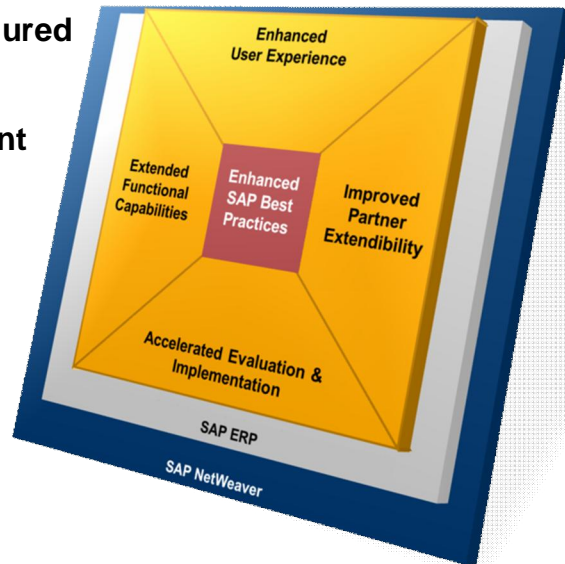 ured
nt
Enhanced
User Experience
Extended
Functional
Capabilities
Enhanced
SAP Best
Practices
Improved
Partner
Extendibility
Accelerated Evaluation &
Implementation
SAP ERP
SAP NetWeaver